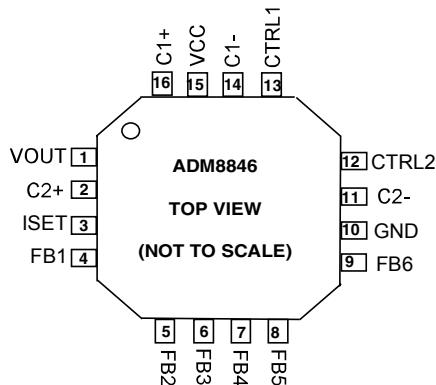 C1+
VCC
C1-
CTRL1
16
15
14
13
VOUT 1
C2+ 2
ISET 3
FB1 4
ADM8846
TOP VIEW
(NOT TO SCALE)
12 CTRL2
11 C2-
10 GND
9 FB6
5
6
7
8
FB2
FB3
FB4
FB5